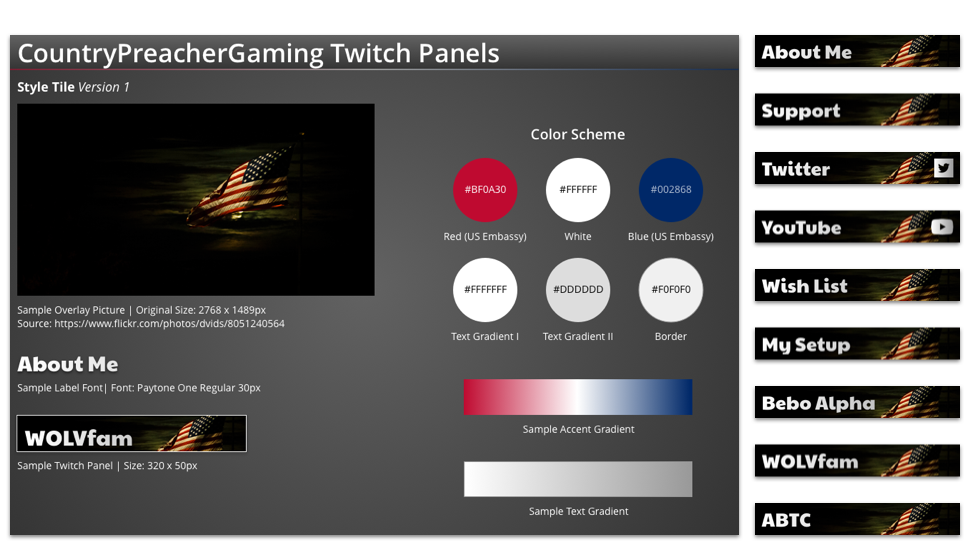 CountryPreacherGaming Twitch Panels
Style Tile Version 1
Sample Overlay Picture | Original Size: 2768 x 1489px
Source: https://www.flickr.com/photos/dvids/8051240564
About Me
Sample Label Font| Font: Paytone One Regular 30px
WOLVfam
Sample Twitch Panel | Size: 320 x 50px
Color Scheme
#BF0A30
#FFFFFF
#002868
Red (US Embassy)
White
Blue (US Embassy)
#FFFFFFF
#DDDDDD
#F0F0F0
Text Gradient I
Text Gradient II
Border
Sample Accent Gradient
Sample Text Gradient
About Me
Support
Twitter
YouTube
Wish List
My Setup
Bebo Alpha
WOLVfam
ABTC